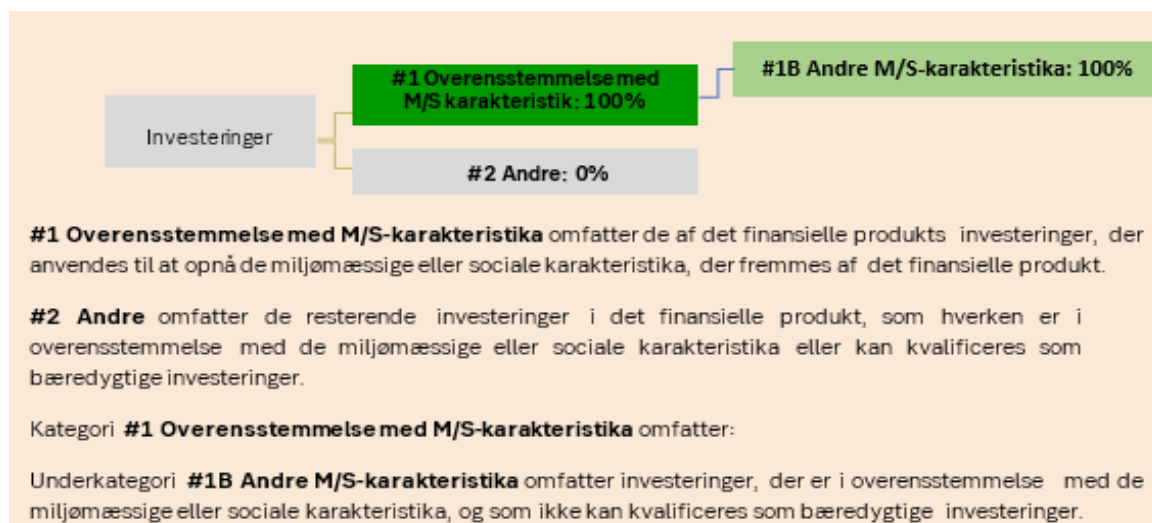 #1B Andre M/S-karakteristika: 100%
#1 Overensstemmelse med
M/S karakteristik: 100%
Investeringer
#2 Andre: 0%
#1 Overensstemmelse med M/S-karakteristika omfatter de af det finansielle produkts investeringer, der
anvendes til at opnå de miljømæssige eller sociale karakteristika, der fremmes af det finansielle produkt.
#2 Andre omfatter de resterende investeringer i det finansielle produkt, som hverken er i
overensstemmelse med de miljømæssige eller sociale karakteristika eller kan kvalificeres som
bæredygtige investeringer.
Kategori #1 Overensstemmelse med M/S-karakteristika omfatter:
Underkategori #1B Andre M/S-karakteristika omfatter investeringer, der er i overensstemmelse med de
miljømæssige eller sociale karakteristika, og som ikke kan kvalificeres som bæredygtige investeringer.